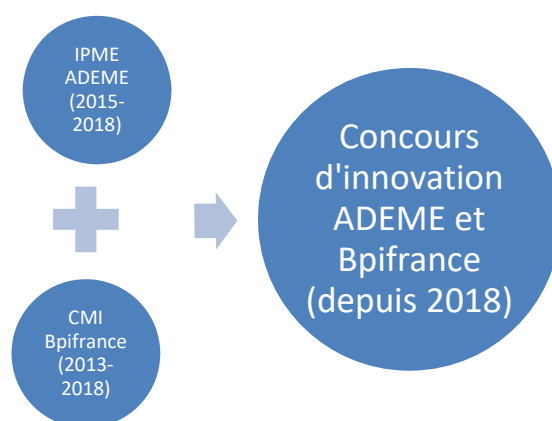 IPME
ADEME
(2015-
2018)
CMI
Bpifrance
(2013-
2018)
Concours
d'innovation
ADEME et
Bpifrance
(depuis 2018)